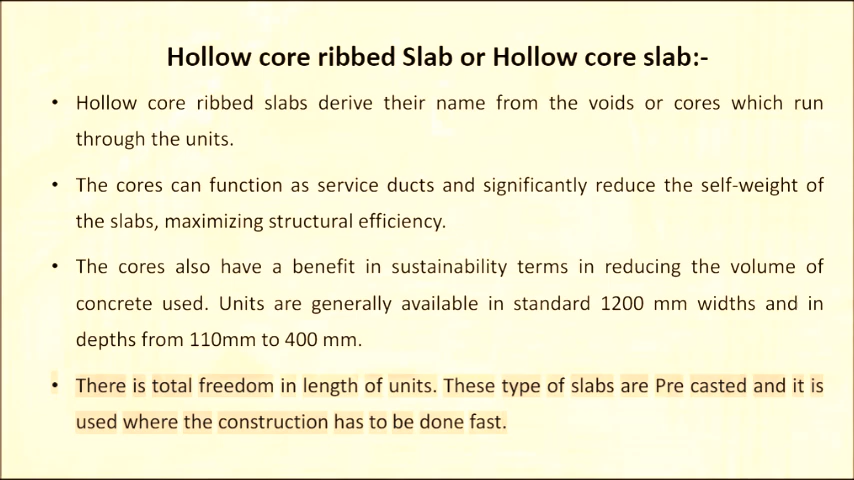 Hollow core ribbed Slab or Hollow core slab:-
• Hollow core ribbed slabs derive their name from the voids or cores which run
through the units.
• The cores can function as service ducts and significantly reduce the self-weight of
the slabs, maximizing structural efficiency.
• The cores also have a benefit in sustainability terms in reducing the volume of
concrete used. Units are generally available in standard 1200 mm widths and in
depths from 110mm to 400 mm.
• There is total freedom in length of units. These type of slabs are Pre casted and it is
used where the construction has to be done fast.